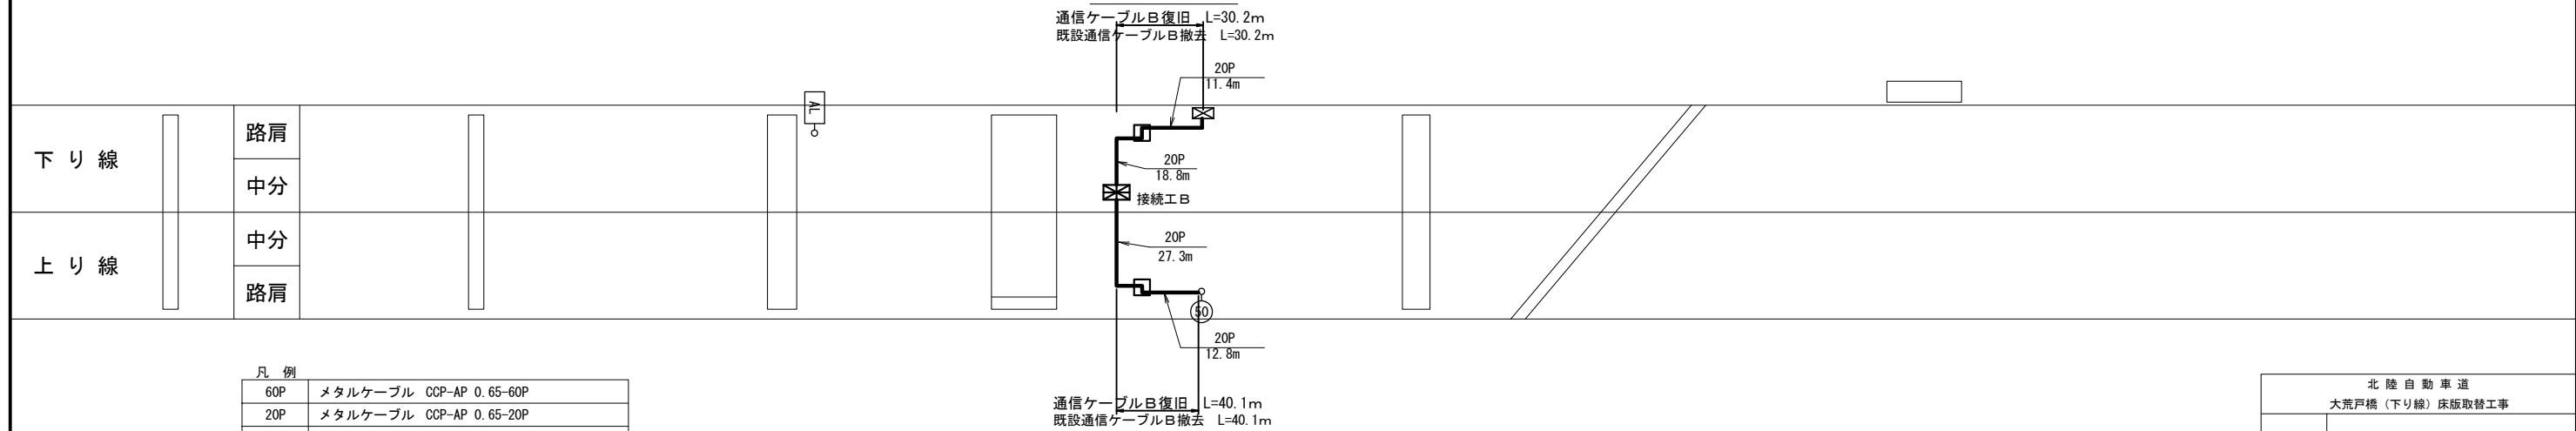 通信ケーブルB復旧 L=30.2m
既設通信ケーブルB撤去 L=30.2m
20P
11.4m
AL
路肩
下り線
20P
18.8m
中分
接続工B
中分
20P
27.3m
上り線
路肩
50
20P
12.8m
凡 例
60P メタルケーブル CCP-AP 0.65-60P
20P メタルケーブル CCP-AP 0.65-20P
通信ケーブルB復旧 L=40.1m
既設通信ケーブルB撤去 L=40.1m
北陸自動車道
大荒戸橋(下り線)床版取替工事